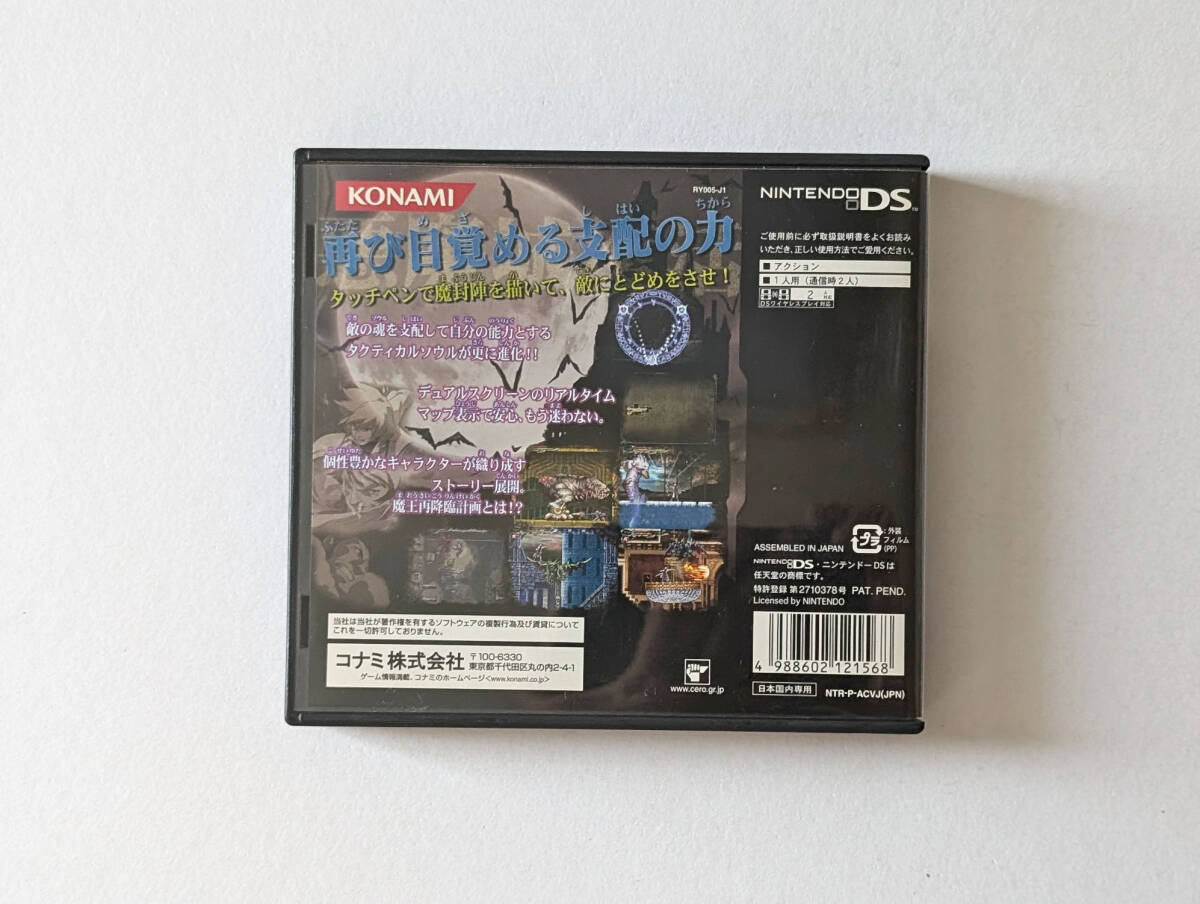 KONAMI
RY005-J1
再び目覚める支配の力
タッチペンで魔封陣を描いて、敵にとどめをさせ!
敵の魂を支配して自分の能力とする
タクティカルソウルが更に進化!!
デュアルスクリーンのリアルタイム
マップ表示で安心、もう迷わない。
個性豊かなキャラクターが織り成す
ストーリー展開。
魔王再降臨計画とは!?
当社は当社が著作権を有するソフトウェアの複製行為及び賃貸について
これを一切許可しておりません。
コナミ株式会社 〒100-6330
東京都千代田区丸の内2-4-1
ゲーム情報満載、コナミのホームページ<www.konami.co.jp>
www.cero.gr.jp
NINTENDO DS™
ご使用前に必ず取扱説明書をよくお読み
いただき、正しい使用方法でご愛用ください。
■アクション
■1人用(通信時2人)
2人対応
DSワイヤレスプレイ対応
ASSEMBLED IN JAPAN
プラ
:外装
フィルム
(PP)
NINTENDO DS・ニンテンドーDSは
任天堂の商標です。
特許登録 第2710378号 PAT. PEND.
Licensed by NINTENDO
4 988602 121568
日本国内専用
NTR-P-ACVJ(JPN)